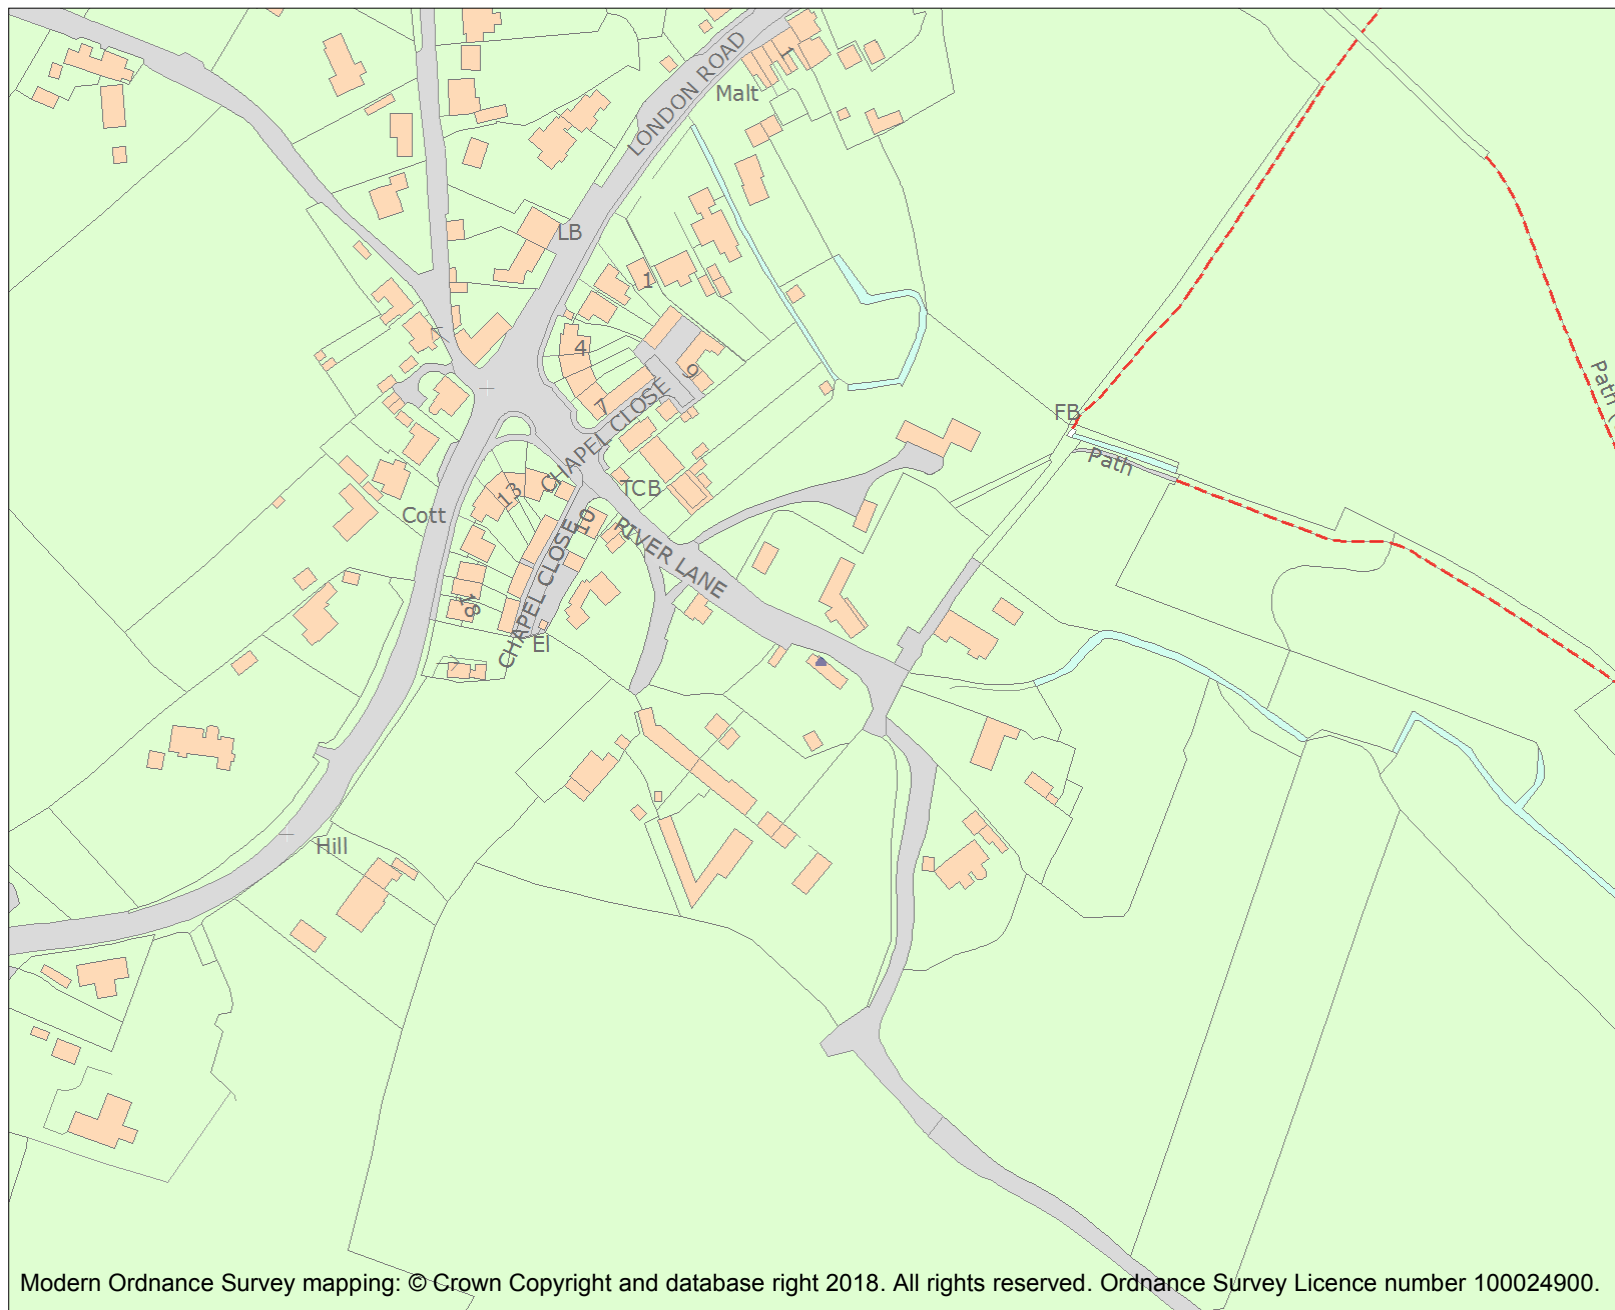 LONDON ROAD
1
Malt
LB
1
4
9
7
CHAPEL CLOSE
FB
Path
Path
13
TCB
Cott
10
RIVER LANE
CHAPEL CLOSE
18
El
Hill
Modern Ordnance Survey mapping: © Crown Copyright and database right 2018. All rights reserved. Ordnance Survey Licence number 100024900.